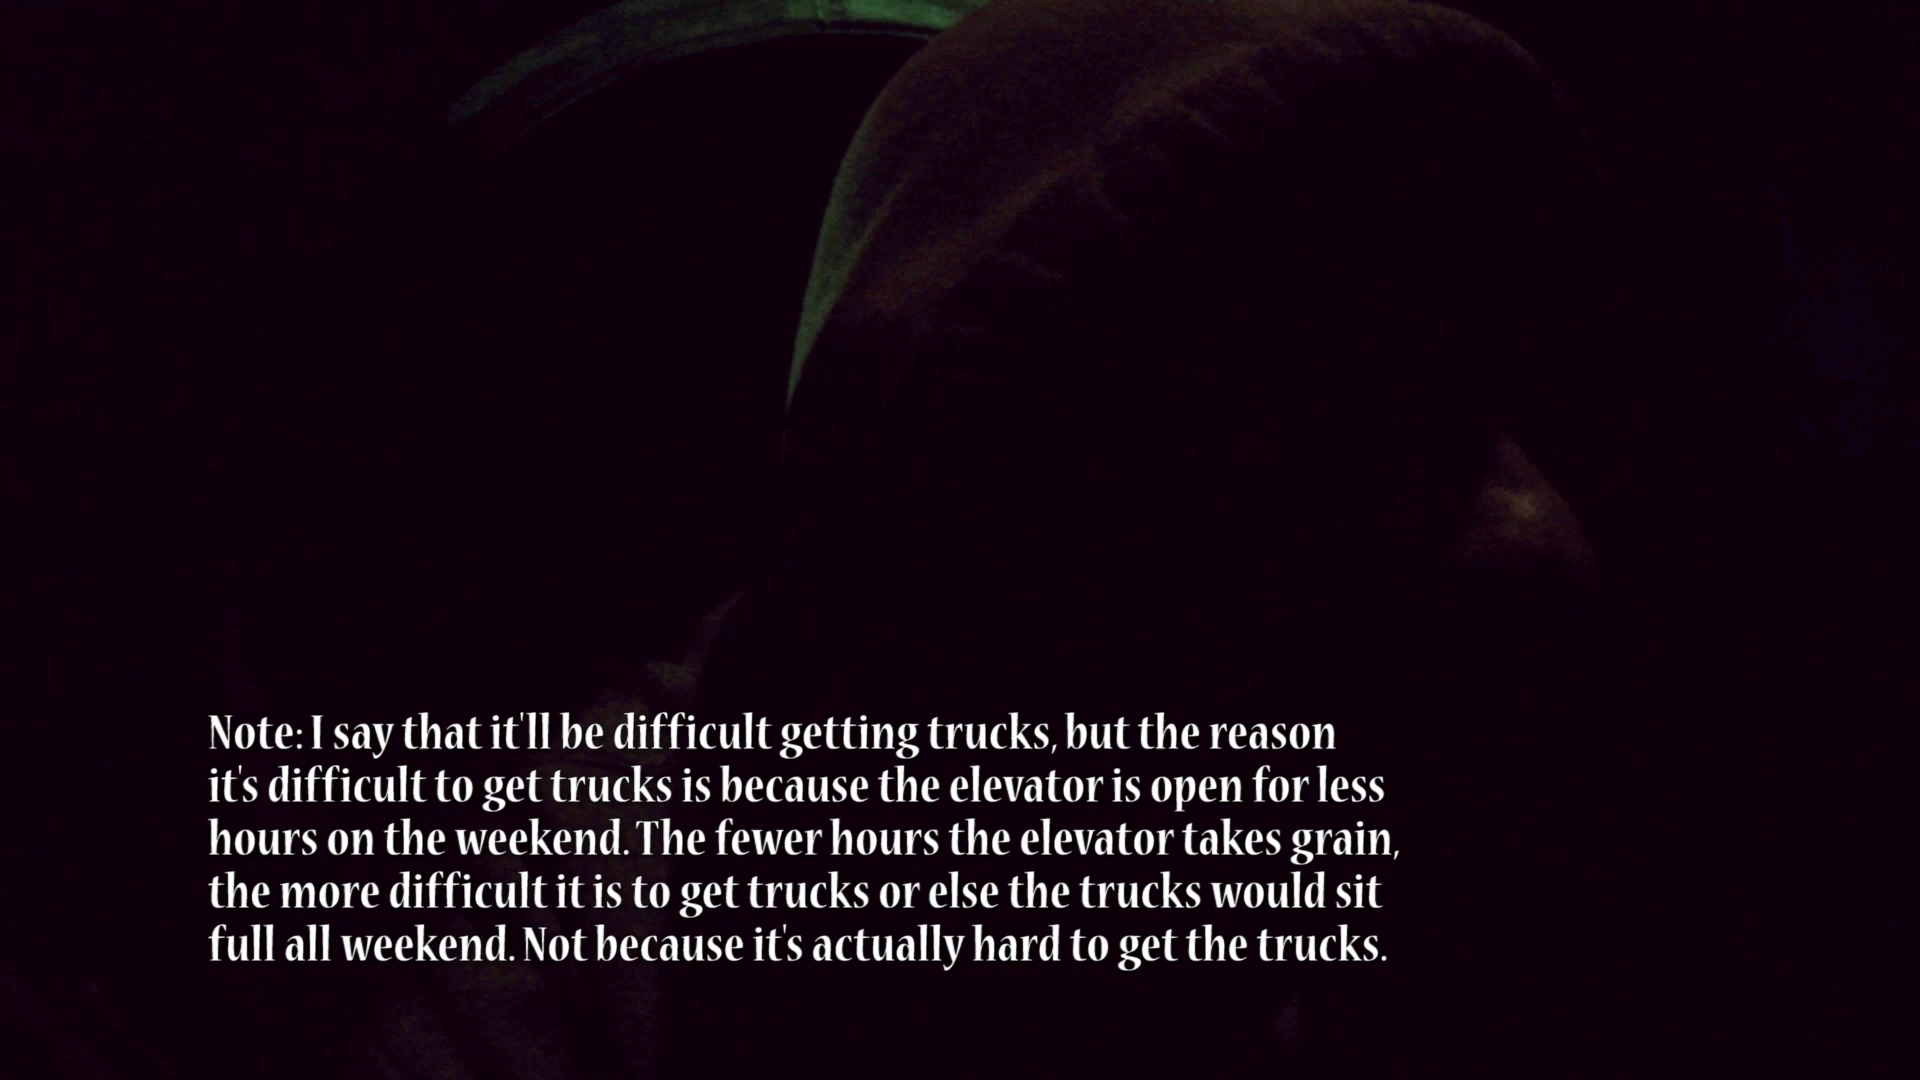 Note: I say that it'll be difficult getting trucks, but the reason
it's difficult to get trucks is because the elevator is open for less
hours on the weekend. The fewer hours the elevator takes grain,
the more difficult it is to get trucks or else the trucks would sit
full all weekend. Not because it's actually hard to get the trucks.